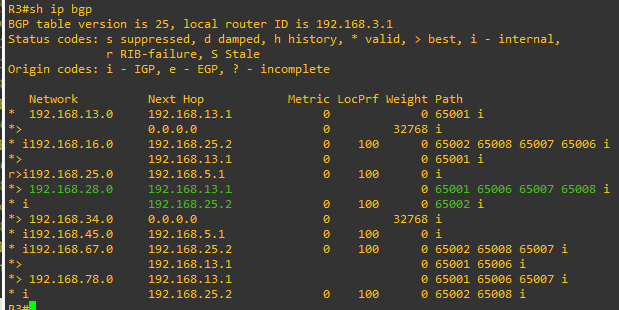 R3#sh ip bgp
BGP table version is 25, local router ID is 192.168.3.1
Status codes: s suppressed, d damped, h history, * valid, > best, i - internal,
              r RIB-failure, S Stale
Origin codes: i - IGP, e - EGP, ? - incomplete

   Network          Next Hop            Metric LocPrf Weight Path
*  192.168.13.0     192.168.13.1             0             0 65001 i
*>                  0.0.0.0                  0         32768 i
* i192.168.16.0     192.168.25.2             0    100      0 65002 65008 65007 65006 i
*>                  192.168.13.1             0             0 65001 i
r>i192.168.25.0     192.168.5.1              0    100      0 i
*> 192.168.28.0     192.168.13.1                           0 65001 65006 65007 65008 i
* i                 192.168.25.2             0    100      0 65002 i
*> 192.168.34.0     0.0.0.0                  0         32768 i
* i192.168.45.0     192.168.5.1              0    100      0 i
* i192.168.67.0     192.168.25.2             0    100      0 65002 65008 65007 i
*>                  192.168.13.1                           0 65001 65006 i
*> 192.168.78.0     192.168.13.1                           0 65001 65006 65007 i
* i                 192.168.25.2             0    100      0 65002 65008 i
R3#